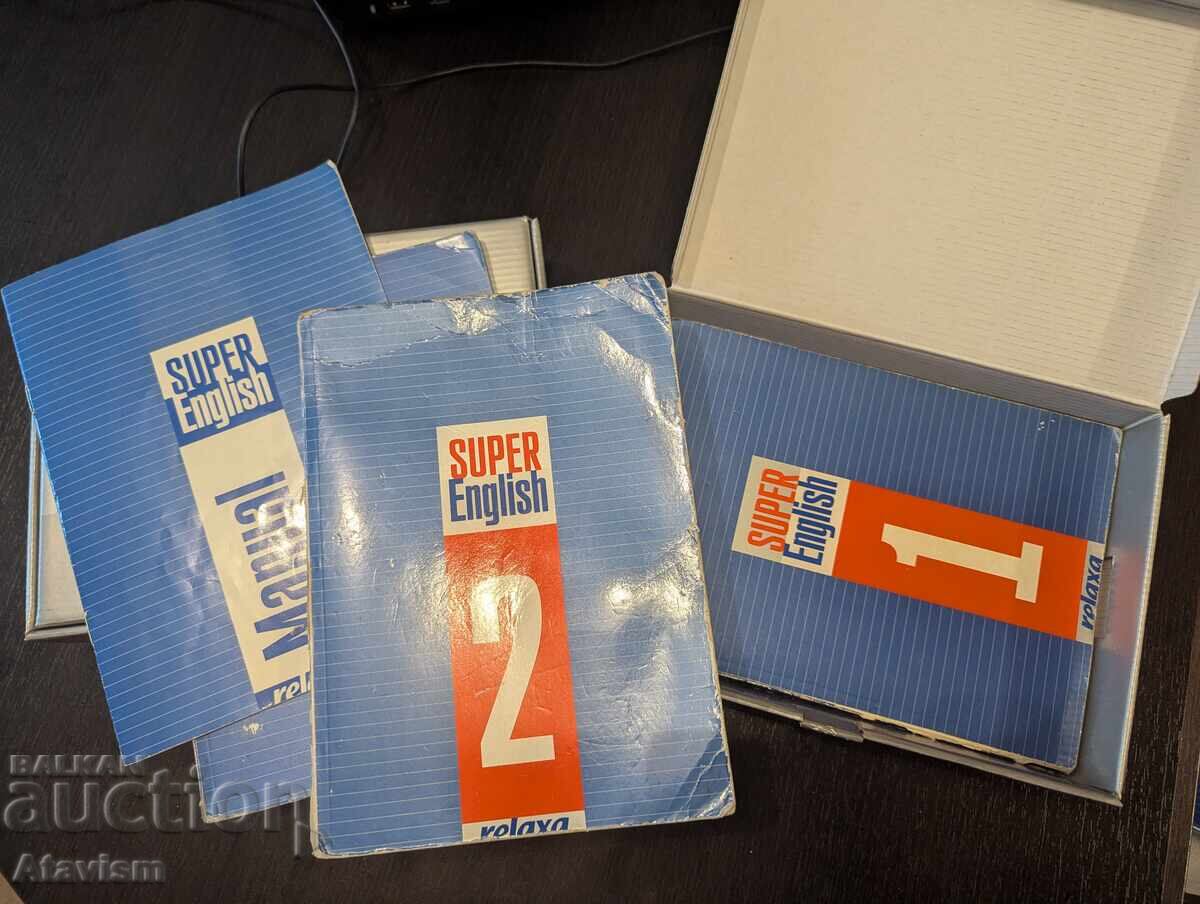 SUPER
English
Manual
relaxa
SUPER
English
2
relaxa
SUPER
English
1
relaxa
BALKAN
auction
Atavism